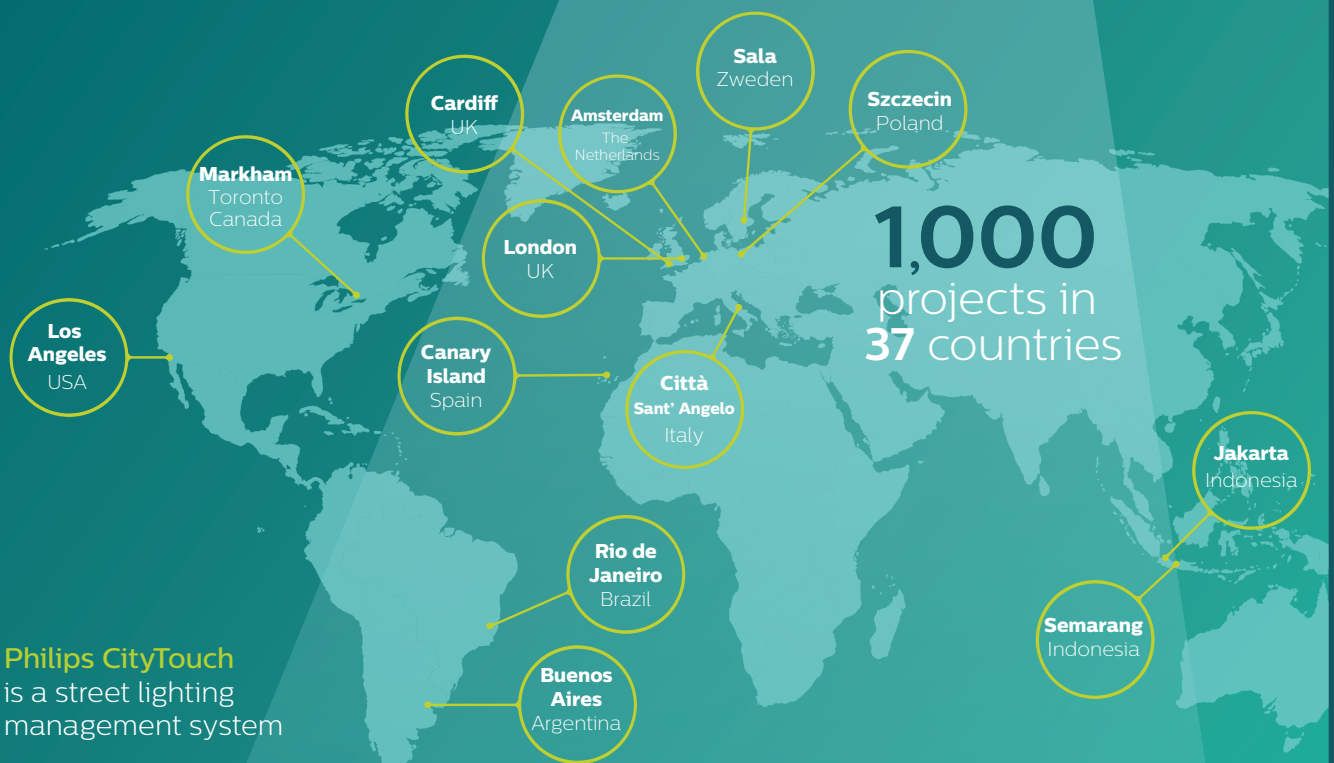 Sala
Zweden
Cardiff
UK
Amsterdam
The
Netherlands
Szczecin
Poland
Markham
Toronto
Canada
London
UK
1,000
projects in
37 countries
Los
Angeles
USA
Canary
Island
Spain
Città
Sant' Angelo
Italy
Jakarta
Indonesia
Rio de
Janeiro
Brazil
Semarang
Indonesia
Buenos
Aires
Argentina
Philips CityTouch
is a street lighting
management system